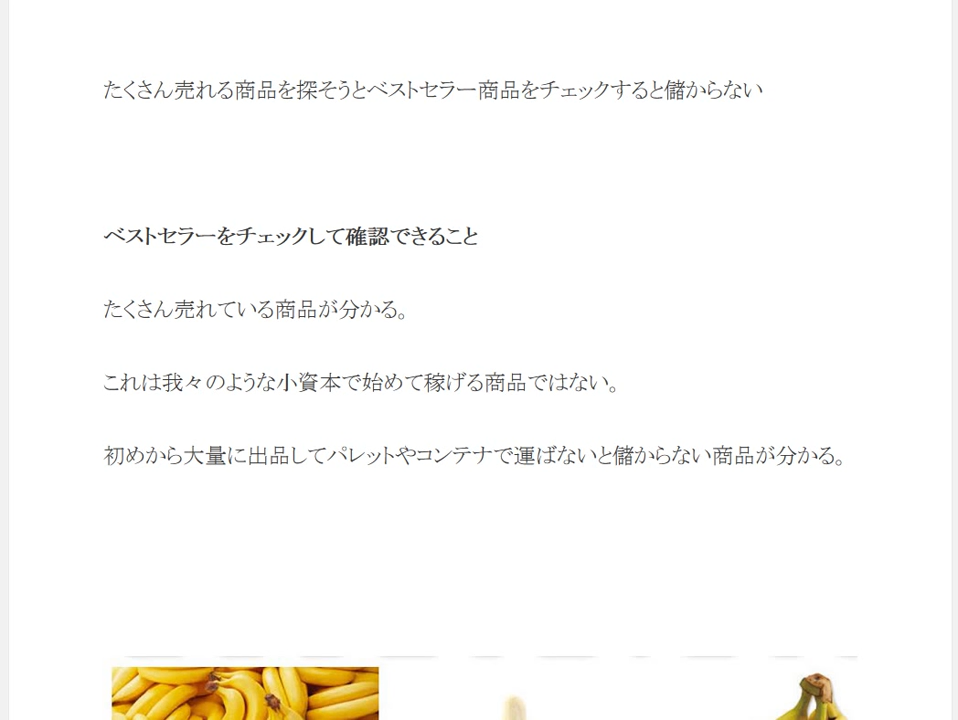 たくさん売れる商品を探そうとベストセラー商品をチェックすると儲からない
ベストセラーをチェックして確認できること
たくさん売れている商品が分かる。
これは我々のような小資本で始めて稼げる商品ではない。
初めから大量に出品してパレットやコンテナで運ばないと儲からない商品が分かる。